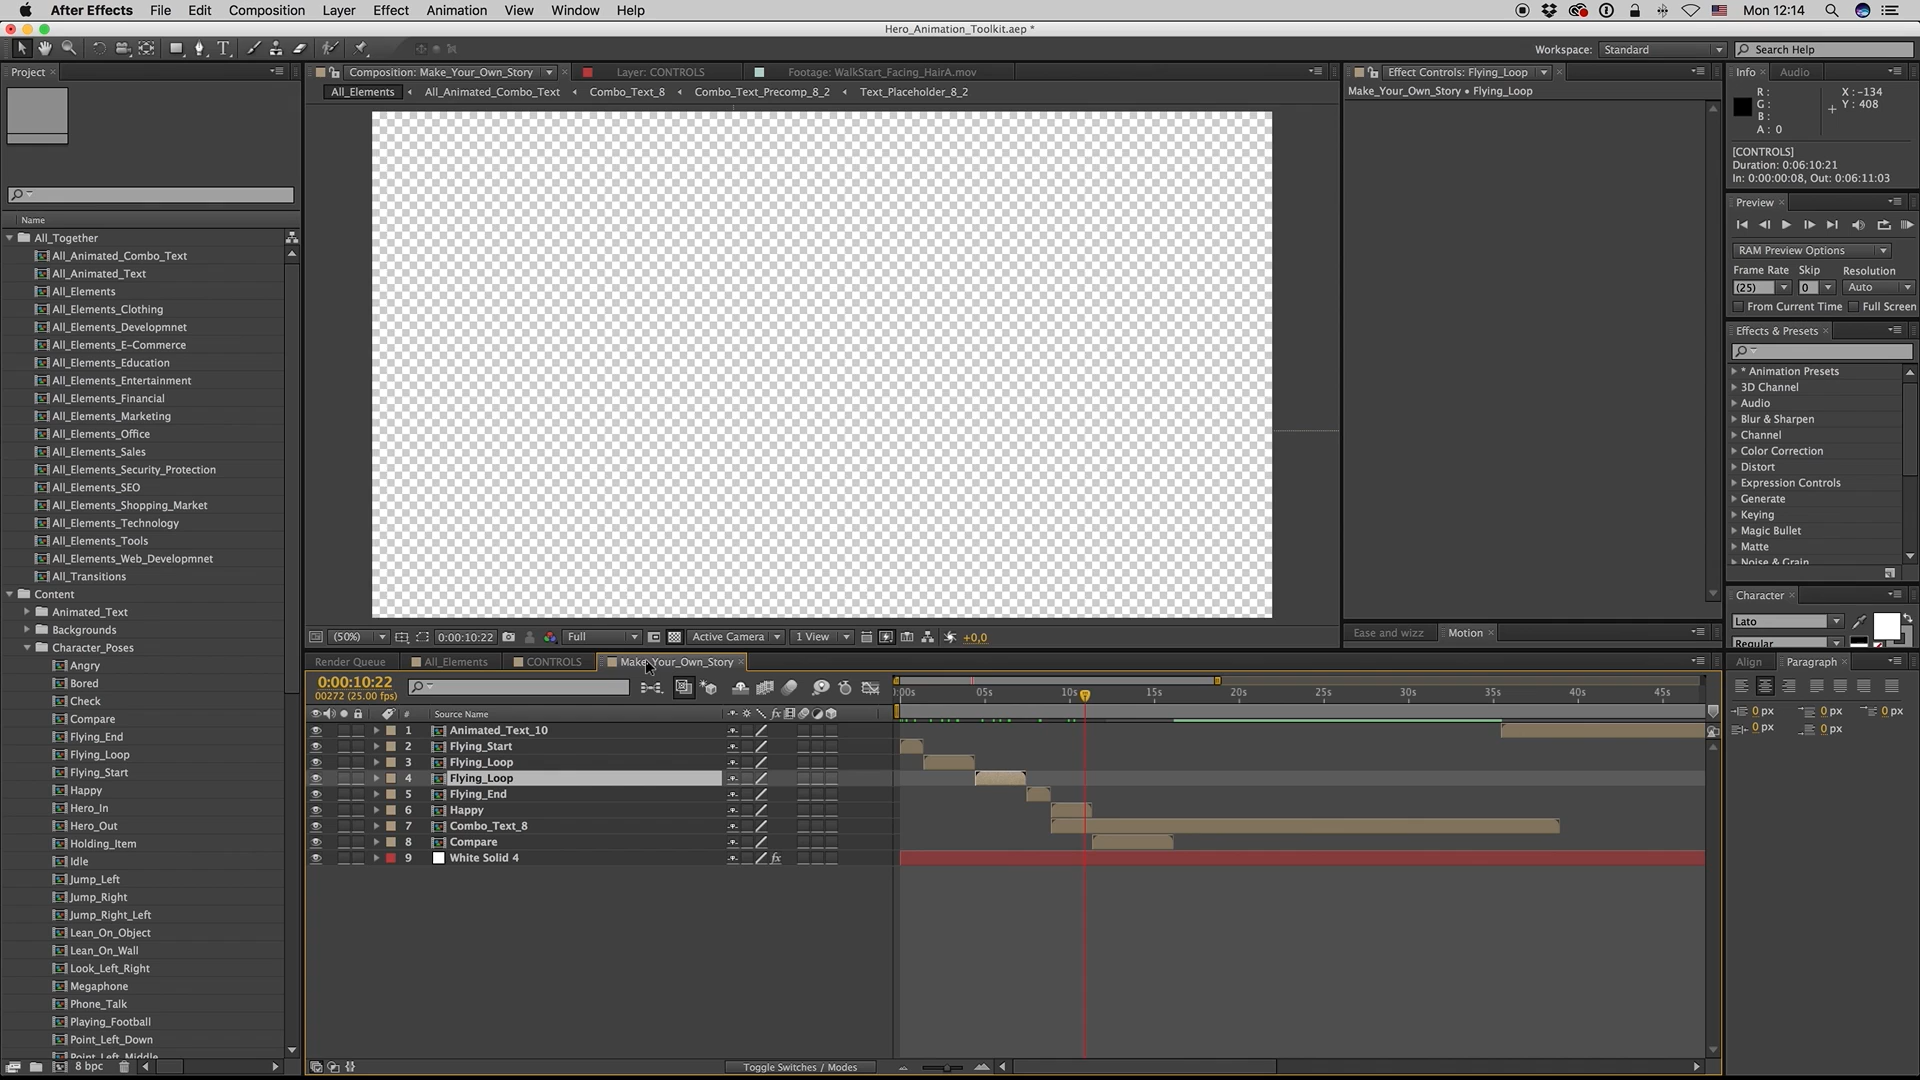 After Effects File Edit Composition Layer Effect Animation View Window Help Mon 12:14
Hero_Animation_Toolkit.aep *
Workspace: Standard Search Help
Project
Name
All_Together
All_Animated_Combo_Text
All_Animated_Text
All_Elements
All_Elements_Clothing
All_Elements_Developmnet
All_Elements_E-Commerce
All_Elements_Education
All_Elements_Entertainment
All_Elements_Financial
All_Elements_Marketing
All_Elements_Office
All_Elements_Sales
All_Elements_Security_Protection
All_Elements_SEO
All_Elements_Shopping_Market
All_Elements_Technology
All_Elements_Tools
All_Elements_Web_Developmnet
All_Transitions
Content
Animated_Text
Backgrounds
Character_Poses
Angry
Bored
Check
Compare
Flying_End
Flying_Loop
Flying_Start
Happy
Hero_In
Hero_Out
Holding_Item
Idle
Jump_Left
Jump_Right
Jump_Right_Left
Lean_On_Object
Lean_On_Wall
Look_Left_Right
Megaphone
Phone_Talk
Playing_Football
Point_Left_Down
Point_Left_Middle
8 bpc
Composition: Make_Your_Own_Story Layer: CONTROLS Footage: WalkStart_Facing_HairA.mov
All_Elements All_Animated_Combo_Text Combo_Text_8 Combo_Text_Precomp_8_2 Text_Placeholder_8_2
(50%) 0:00:10:22 Full Active Camera 1 View +0,0
Effect Controls: Flying_Loop
Make_Your_Own_Story • Flying_Loop
Ease and wizz Motion
Info Audio
R :
G :
B :
A : 0
X : -134
Y : 408
[CONTROLS]
Duration: 0:06:10:21
In: 0:00:00:08, Out: 0:06:11:03
Preview
RAM Preview Options
Frame Rate Skip Resolution
(25) 0 Auto
From Current Time Full Screen
Effects & Presets
* Animation Presets
3D Channel
Audio
Blur & Sharpen
Channel
Color Correction
Distort
Expression Controls
Generate
Keying
Magic Bullet
Matte
Noise & Grain
Character
Lato
Regular
Align Paragraph
0 px 0 px 0 px
0 px 0 px
Render Queue All_Elements CONTROLS Make_Your_Own_Story
0:00:10:22
00272 (25.00 fps)
:00s 05s 10s 15s 20s 25s 30s 35s 40s 45s
# Source Name fx
1 Animated_Text_10
2 Flying_Start
3 Flying_Loop
4 Flying_Loop
5 Flying_End
6 Happy
7 Combo_Text_8
8 Compare
9 White Solid 4 fx
Toggle Switches / Modes